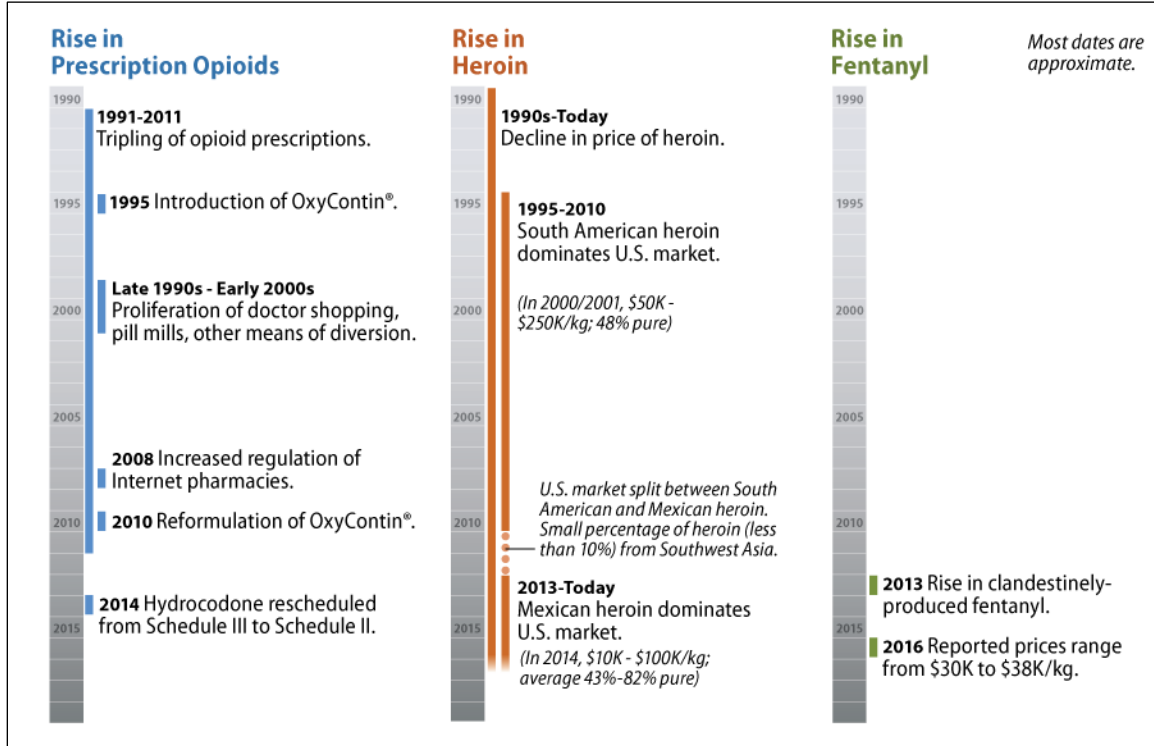 Rise in
Prescription Opioids
1990
1991-2011
Tripling of opioid prescriptions.
1995
1995 Introduction of OxyContin®.
Late 1990s - Early 2000s
Proliferation of doctor shopping,
pill mills, other means of diversion.
2000
2005
2008 Increased regulation of
Internet pharmacies.
2010
2010 Reformulation of OxyContin®.
2014 Hydrocodone rescheduled
from Schedule III to Schedule II.
2015
Rise in
Heroin
1990
1990s-Today
Decline in price of heroin.
1995
1995-2010
South American heroin
dominates U.S. market.
(In 2000/2001, $50K -
$250K/kg; 48% pure)
2000
2005
U.S. market split between South
American and Mexican heroin.
Small percentage of heroin (less
than 10%) from Southwest Asia.
2010
2013-Today
Mexican heroin dominates
U.S. market.
2015
(In 2014, $10K - $100K/kg;
average 43%-82% pure)
Rise in
Fentanyl
Most dates are
approximate.
1990
1995
2000
2005
2010
2013 Rise in clandestinely-
produced fentanyl.
2015
2016 Reported prices range
from $30K to $38K/kg.